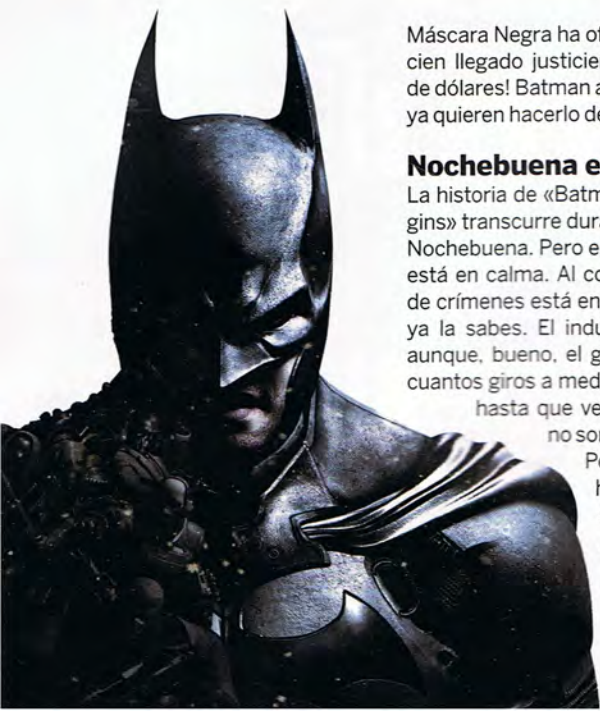 Máscara Negra ha of
cien llegado justicie
de dólares! Batman a
ya quieren hacerlo de
Nochebuena e
La historia de «Batm
gins» transcurre dura
Nochebuena. Pero e
está en calma. Al co
de crímenes está en
ya la sabes. El indu
aunque, bueno, el g
cuantos giros a med
hasta que ve
no son
Po
h